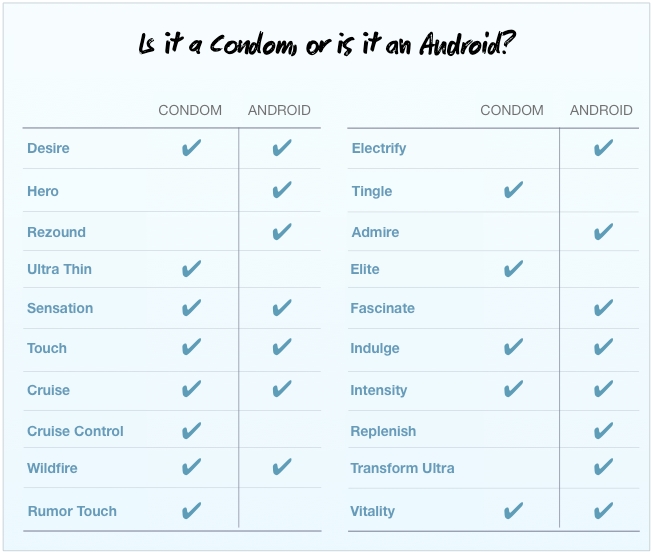 Is it a Condom, or is it an Android?
CONDOM ANDROID
Desire ✔ ✔
Hero ✔
Rezound ✔
Ultra Thin ✔
Sensation ✔ ✔
Touch ✔ ✔
Cruise ✔ ✔
Cruise Control ✔
Wildfire ✔ ✔
Rumor Touch ✔
CONDOM ANDROID
Electrify ✔
Tingle ✔
Admire ✔
Elite ✔
Fascinate ✔
Indulge ✔ ✔
Intensity ✔ ✔
Replenish ✔
Transform Ultra ✔
Vitality ✔ ✔